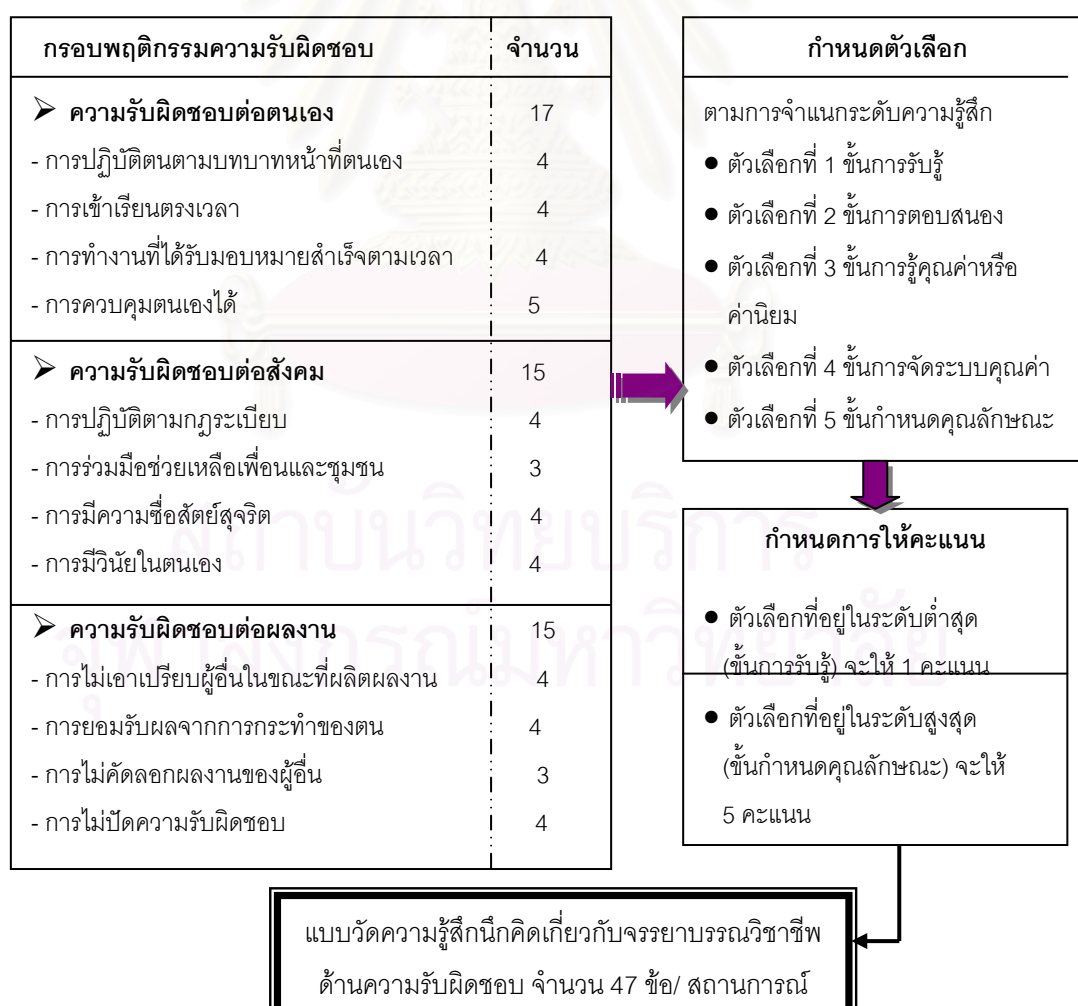 กรอบพฤติกรรมความรับผิดชอบ จำนวน
➢ ความรับผิดชอบต่อตนเอง 17
- การปฏิบัติตนตามบทบาทหน้าที่ตนเอง 4
- การเข้าเรียนตรงเวลา 4
- การทำงานที่ได้รับมอบหมายสำเร็จตามเวลา 4
- การควบคุมตนเองได้ 5
➢ ความรับผิดชอบต่อสังคม 15
- การปฏิบัติตามกฎระเบียบ 4
- การร่วมมือช่วยเหลือเพื่อนและชุมชน 3
- การมีความซื่อสัตย์สุจริต 4
- การมีวินัยในตนเอง 4
➢ ความรับผิดชอบต่อผลงาน 15
- การไม่เอาเปรียบผู้อื่นในขณะที่ผลิตผลงาน 4
- การยอมรับผลจากการกระทำของตน 4
- การไม่คัดลอกผลงานของผู้อื่น 3
- การไม่ปัดความรับผิดชอบ 4
กำหนดตัวเลือก
ตามการจำแนกระดับความรู้สึก
● ตัวเลือกที่ 1 ขั้นการรับรู้
● ตัวเลือกที่ 2 ขั้นการตอบสนอง
● ตัวเลือกที่ 3 ขั้นการรู้คุณค่าหรือ
ค่านิยม
● ตัวเลือกที่ 4 ขั้นการจัดระบบคุณค่า
● ตัวเลือกที่ 5 ขั้นกำหนดคุณลักษณะ
กำหนดการให้คะแนน
● ตัวเลือกที่อยู่ในระดับต่ำสุด
(ขั้นการรับรู้) จะให้ 1 คะแนน
● ตัวเลือกที่อยู่ในระดับสูงสุด
(ขั้นกำหนดคุณลักษณะ) จะให้
5 คะแนน
แบบวัดความรู้สึกนึกคิดเกี่ยวกับจรรยาบรรณวิชาชีพ
ด้านความรับผิดชอบ จำนวน 47 ข้อ/ สถานการณ์
สถาบันวิทยบริการ
จุฬาลงกรณ์มหาวิทยาลัย